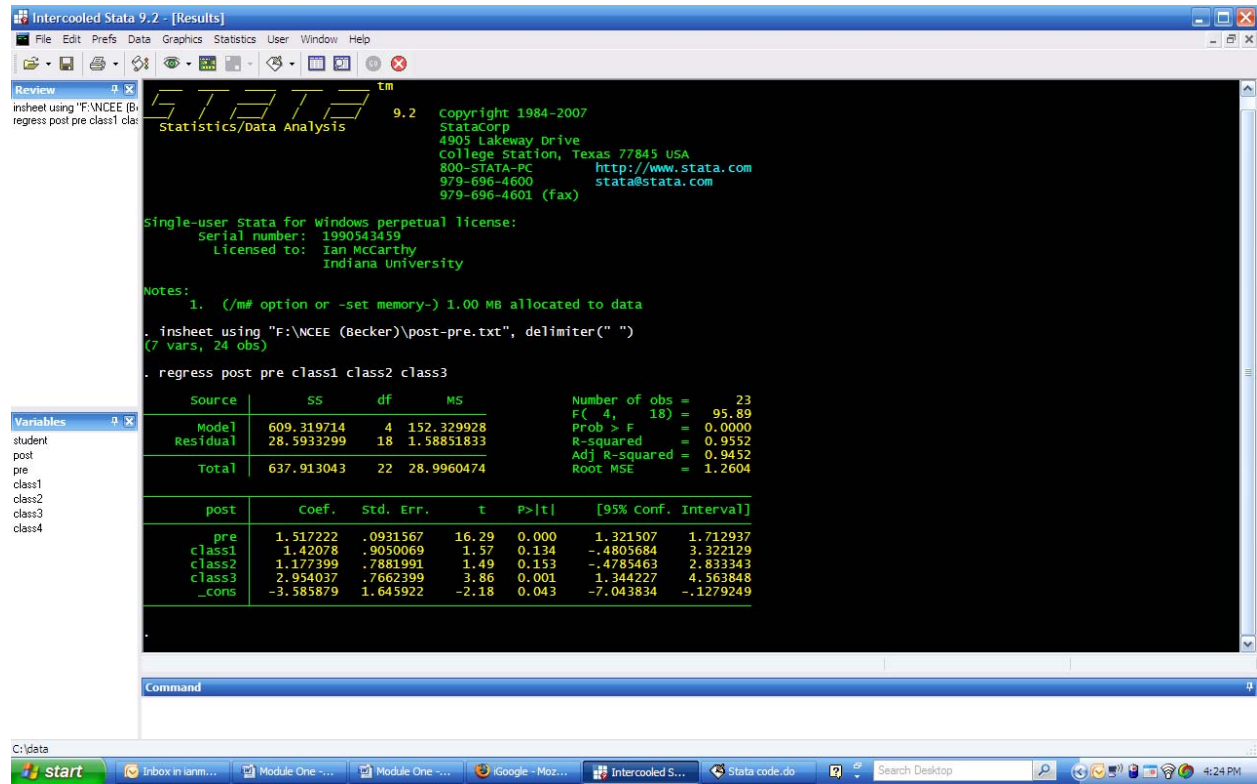 Intercooled Stata 9.2 - [Results]
File Edit Prefs Data Graphics Statistics User Window Help
Review
insheet using "F:\NCEE (B
regress post pre class1 clas
Variables
student
post
pre
class1
class2
class3
class4
STATA tm
9.2 Copyright 1984-2007
Statistics/Data Analysis StataCorp
4905 Lakeway Drive
College Station, Texas 77845 USA
800-STATA-PC http://www.stata.com
979-696-4600 stata@stata.com
979-696-4601 (fax)
Single-user Stata for Windows perpetual license:
Serial number: 1990543459
Licensed to: Ian McCarthy
Indiana University
Notes:
1. (/m# option or -set memory-) 1.00 MB allocated to data
. insheet using "F:\NCEE (Becker)\post-pre.txt", delimiter(" ")
(7 vars, 24 obs)
. regress post pre class1 class2 class3
Source | SS df MS Number of obs = 23
F( 4, 18) = 95.89
Model | 609.319714 4 152.329928 Prob > F = 0.0000
Residual | 28.5933299 18 1.58851833 R-squared = 0.9552
Adj R-squared = 0.9452
Total | 637.913043 22 28.9960474 Root MSE = 1.2604
post | Coef. Std. Err. t P>|t| [95% Conf. Interval]
pre | 1.517222 .0931567 16.29 0.000 1.321507 1.712937
class1 | 1.42078 .9050069 1.57 0.134 -.4805684 3.322129
class2 | 1.177399 .7881991 1.49 0.153 -.4785463 2.833343
class3 | 2.954037 .7662399 3.86 0.001 1.344227 4.563848
_cons | -3.585879 1.645922 -2.18 0.043 -7.043834 -.1279249
.
Command
C:\data
start Inbox in ianm... Module One -... Module One -... iGoogle - Moz... Intercooled S... Stata code.do Search Desktop 4:24 PM